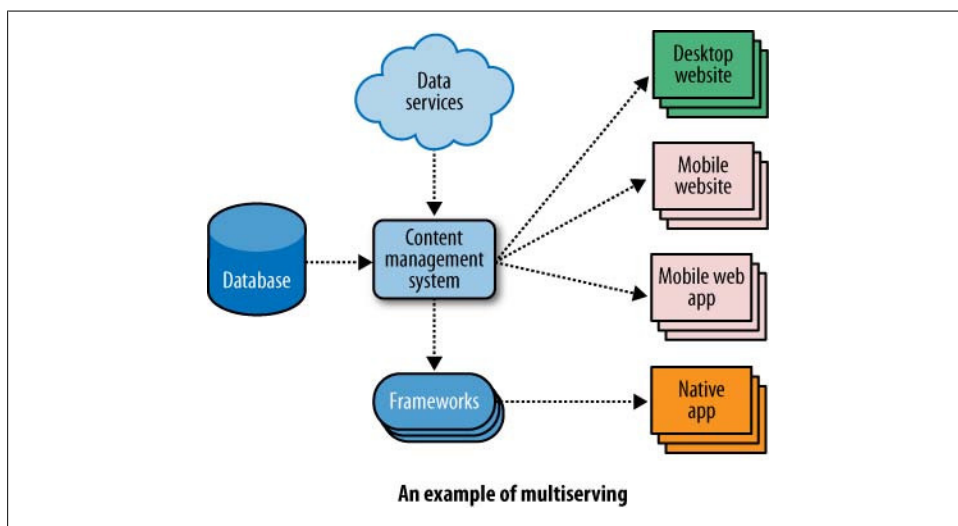 Data
services
Desktop
website
Mobile
website
Database
Content
management
system
Mobile web
app
Frameworks
Native
app
An example of multiserving